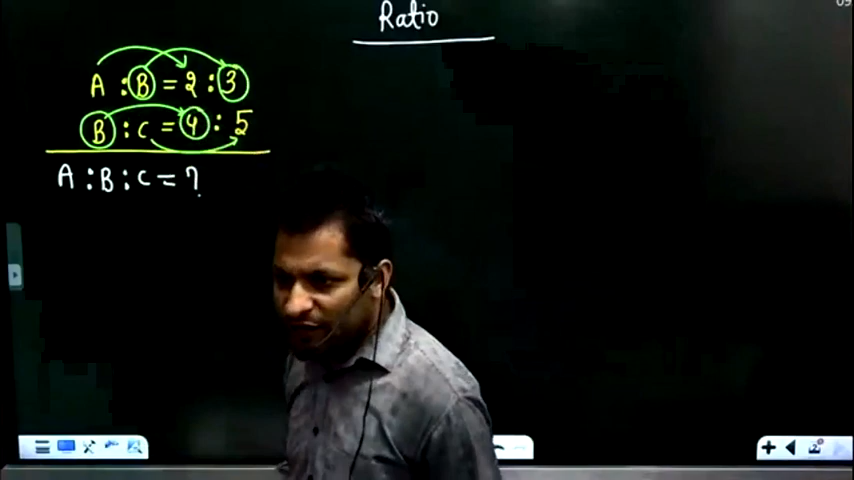 Ratio
A : B = 2 : 3
B : C = 4 : 5
A : B : C = ?